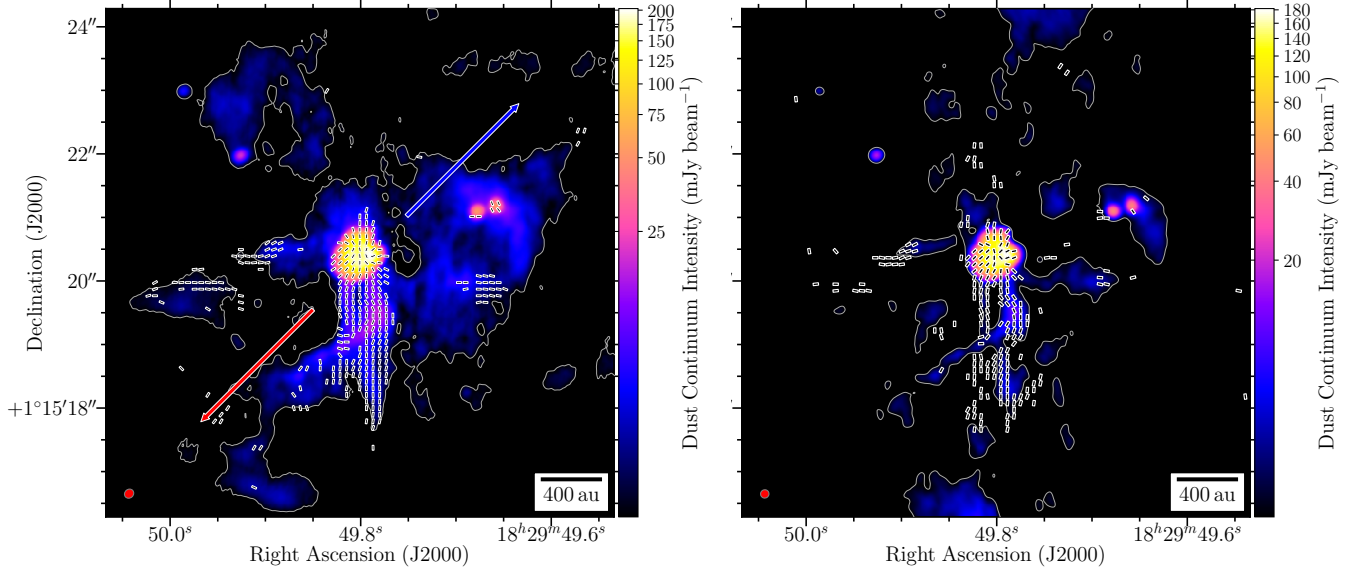 24″
22″
20″
+1°15′18″
Declination (J2000)
50.0ˢ
49.8ˢ
18ʰ29ᵐ49.6ˢ
Right Ascension (J2000)
400 au
200
175
150
125
100
75
50
25
Dust Continuum Intensity (mJy beam⁻¹)
50.0ˢ
49.8ˢ
18ʰ29ᵐ49.6ˢ
Right Ascension (J2000)
400 au
180
160
140
120
100
80
60
40
20
Dust Continuum Intensity (mJy beam⁻¹)